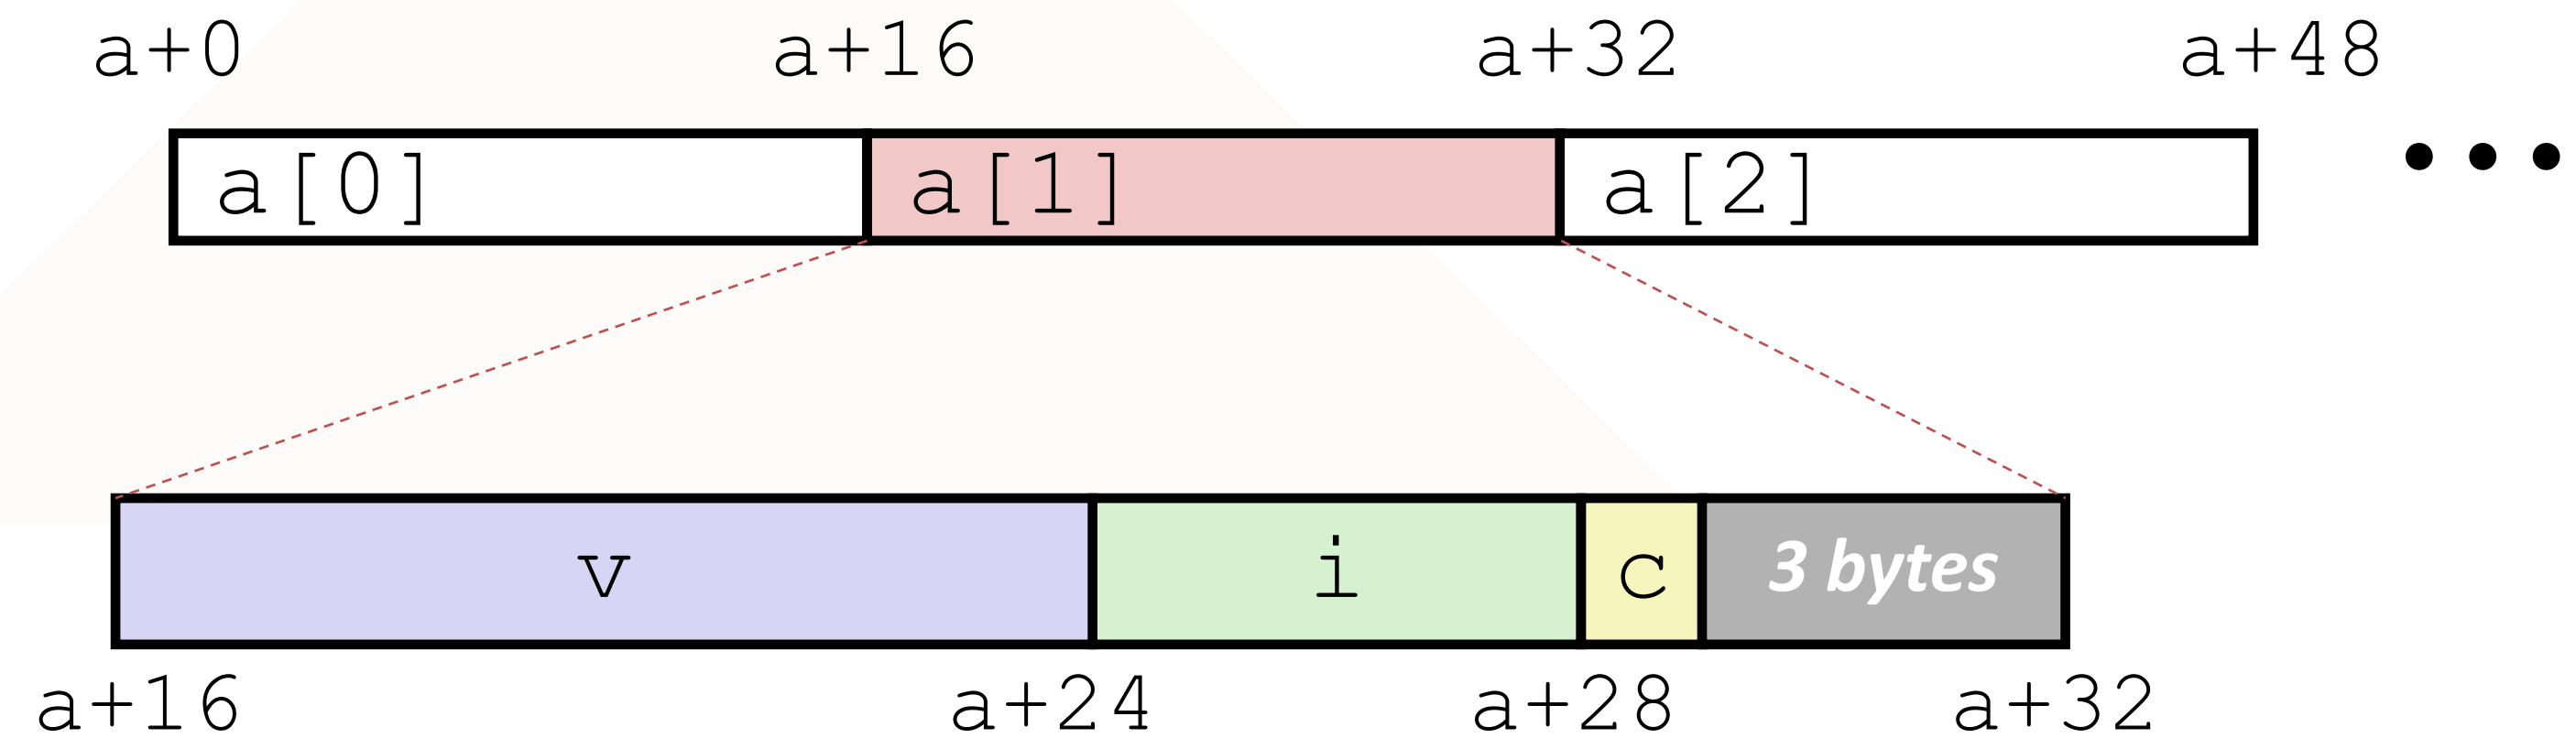 a+0 a+16 a+32 a+48
a[0] a[1] a[2] •••
v i c 3 bytes
a+16 a+24 a+28 a+32